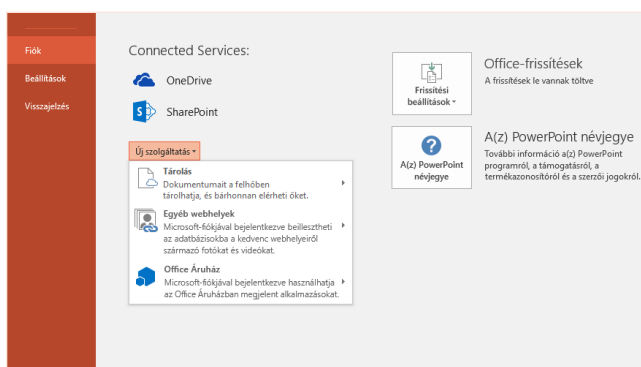 Fiók
Beállítások
Visszajelzés
Connected Services:
OneDrive
SharePoint
Új szolgáltatás
Tárolás
Dokumentumait a felhőben
tárolhatja, és bárhonnan elérheti őket.
Egyéb webhelyek
Microsoft-fiókjával bejelentkezve beillesztheti
az adatbázisokba a kedvenc webhelyeiről
származó fotókat és videókat.
Office Áruház
Microsoft-fiókjával bejelentkezve használhatja
az Office Áruházban megjelent alkalmazásokat.
Frissítési
beállítások
Office-frissítések
A frissítések le vannak töltve
A(z) PowerPoint
névjegye
A(z) PowerPoint névjegye
További információ a(z) PowerPoint
programról, a támogatásról, a
termékazonosítóról és a szerzői jogokról.